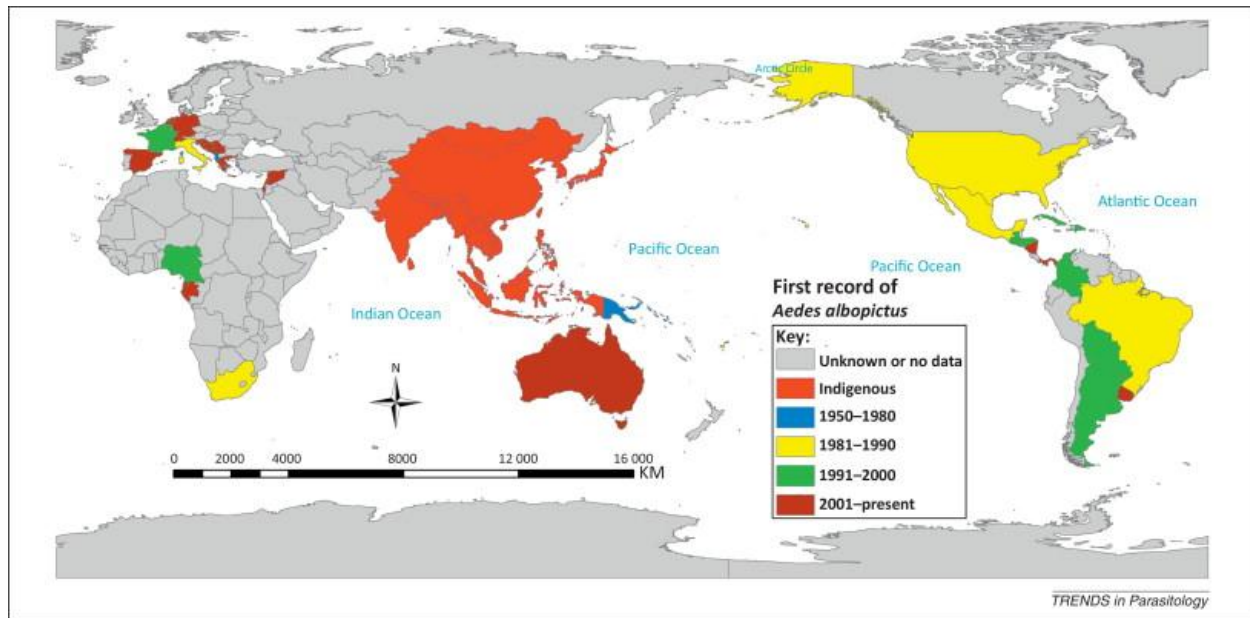 Arctic Circle
Atlantic Ocean
Pacific Ocean
Pacific Ocean
Indian Ocean
First record of
Aedes albopictus
Key:
Unknown or no data
Indigenous
1950–1980
1981–1990
1991–2000
2001–present
N
0 2000 4000 8000 12 000 16 000
KM
TRENDS in Parasitology